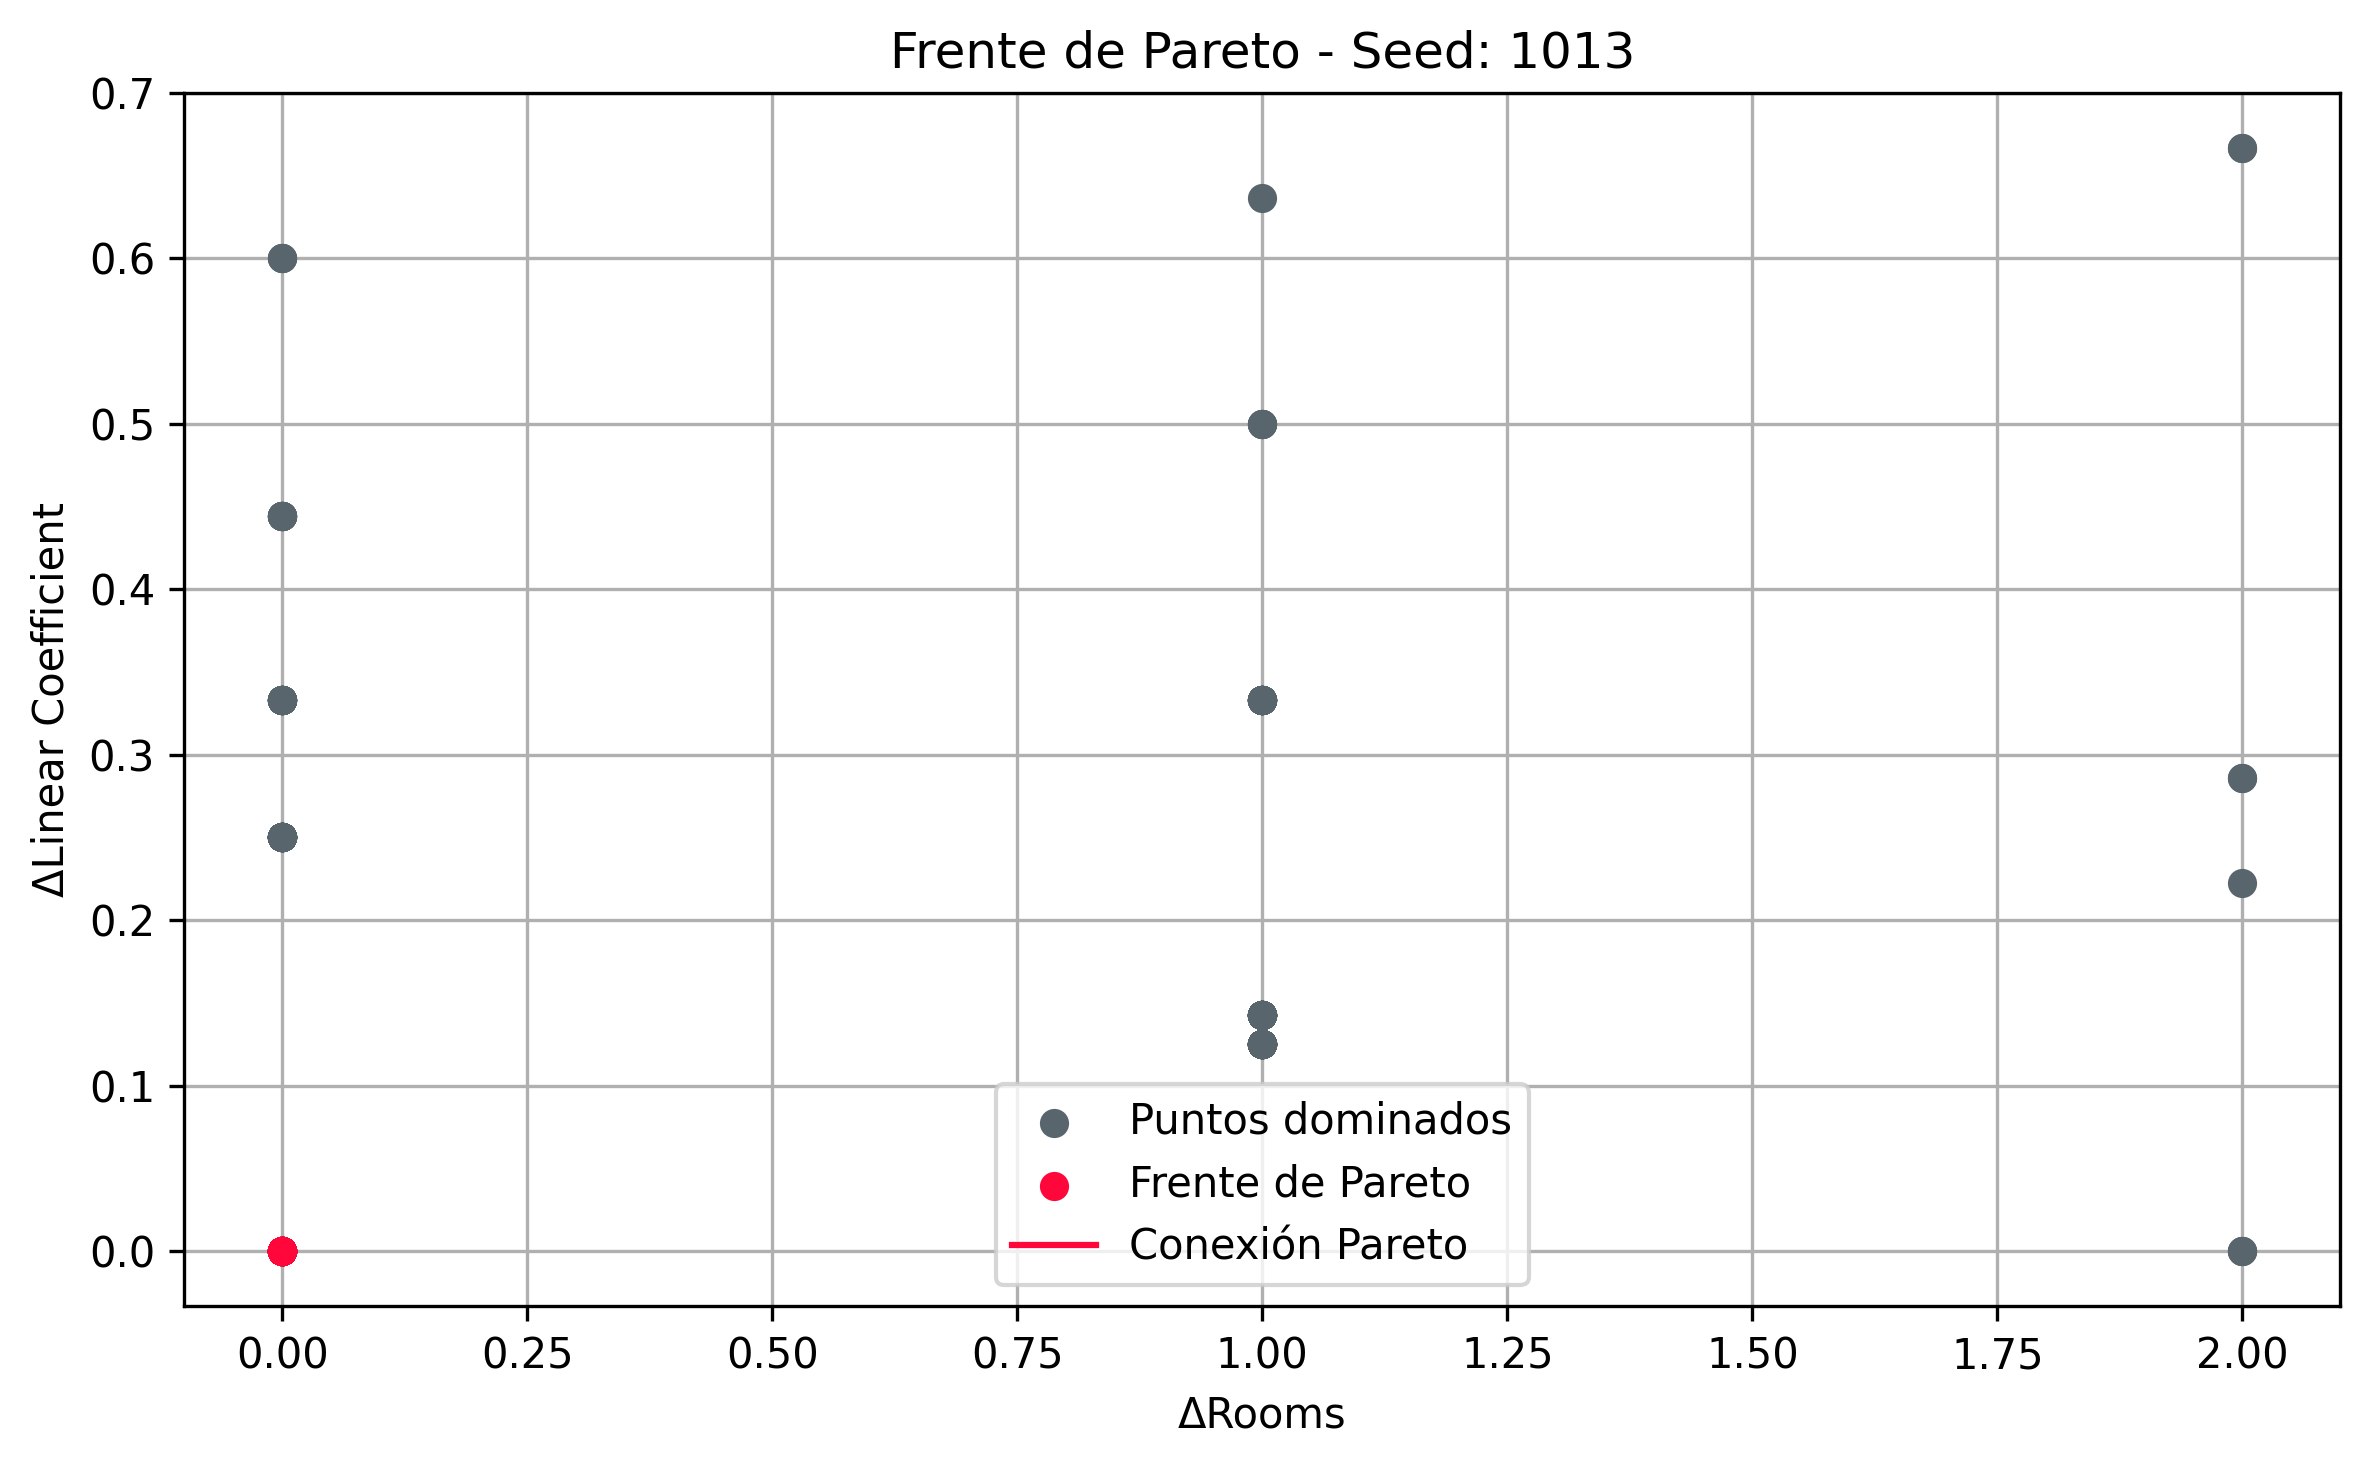 Frente de Pareto - Seed: 1013
0.7
0.6
0.5
0.4
0.3
0.2
0.1
0.0
ΔLinear Coefficient
Puntos dominados
Frente de Pareto
Conexión Pareto
0.00 0.25 0.50 0.75 1.00 1.25 1.50 1.75 2.00
ΔRooms